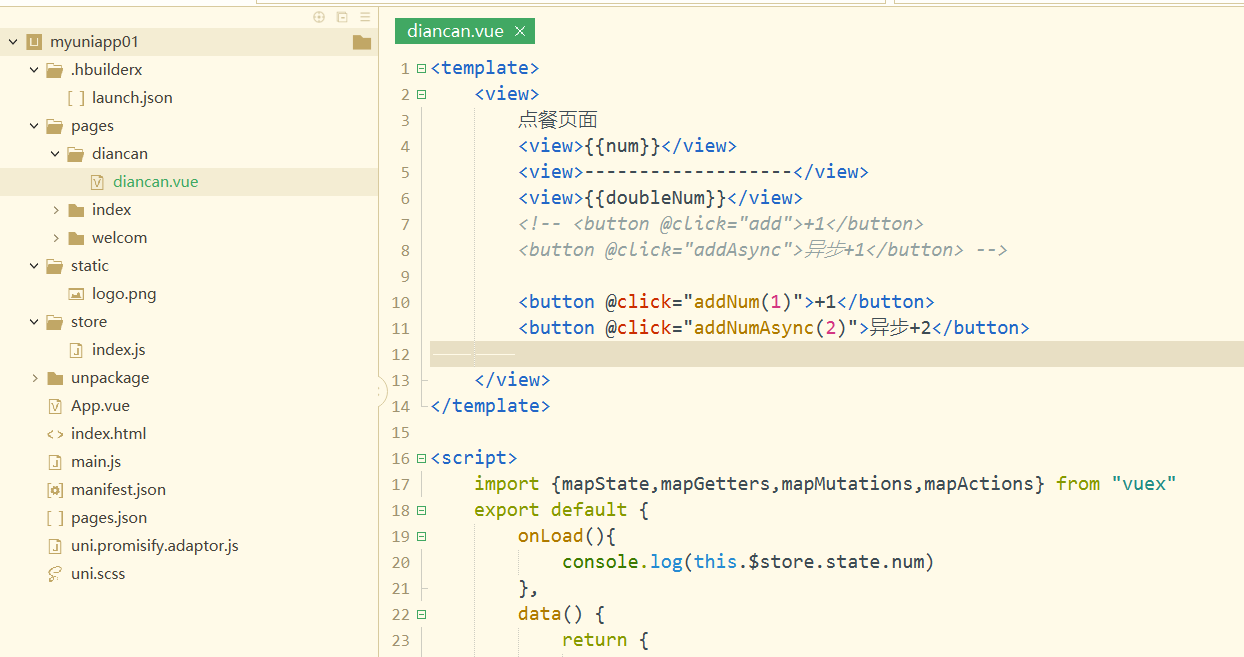 myuniapp01
.hbuilderx
[ ] launch.json
pages
diancan
diancan.vue
index
welcom
static
logo.png
store
index.js
unpackage
App.vue
<> index.html
main.js
manifest.json
[ ] pages.json
uni.promisify.adaptor.js
uni.scss
diancan.vue ×
1 <template>
2 <view>
3 点餐页面
4 <view>{{num}}</view>
5 <view>-------------------</view>
6 <view>{{doubleNum}}</view>
7 <!-- <button @click="add">+1</button>
8 <button @click="addAsync">异步+1</button> -->
9
10 <button @click="addNum(1)">+1</button>
11 <button @click="addNumAsync(2)">异步+2</button>
12
13 </view>
14 </template>
15
16 <script>
17 import {mapState,mapGetters,mapMutations,mapActions} from "vuex"
18 export default {
19 onLoad(){
20 console.log(this.$store.state.num)
21 },
22 data() {
23 return {